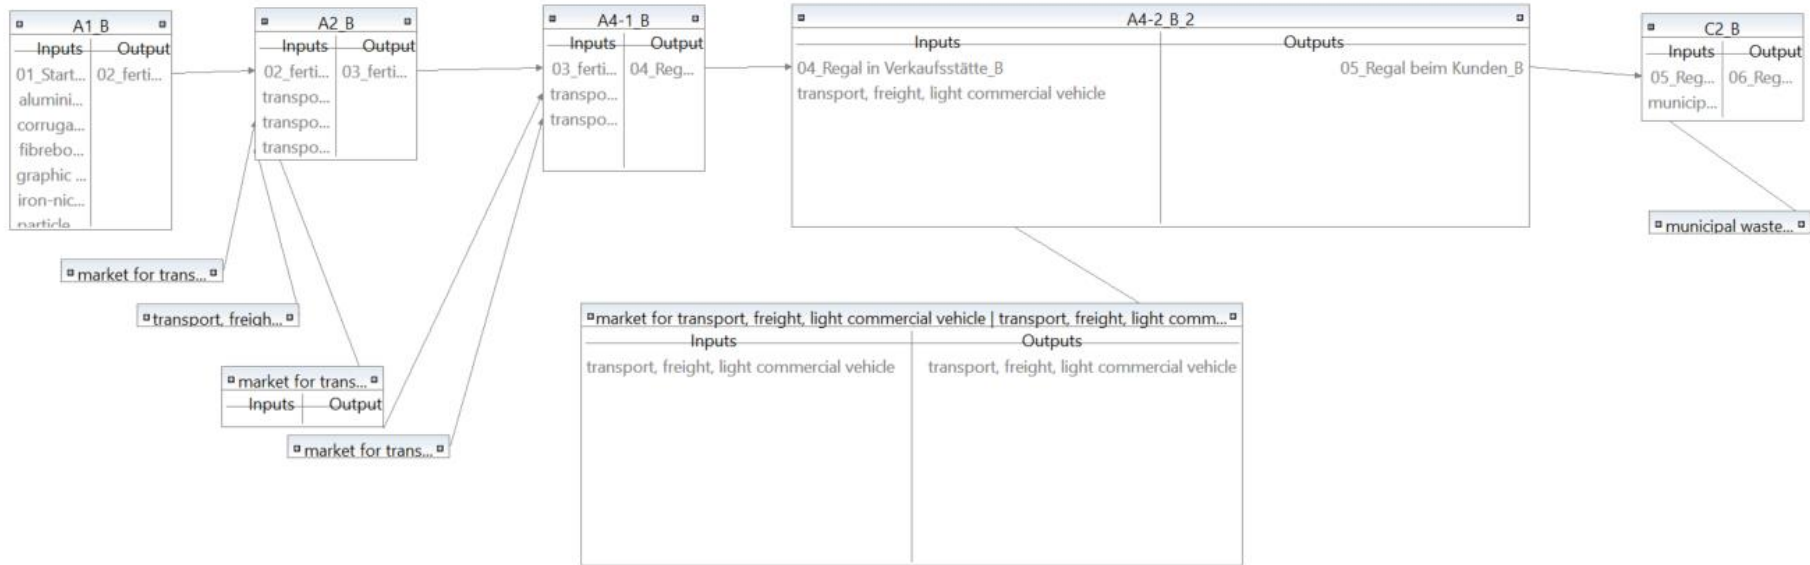 A1_B
Inputs Output
01_Start... 02_ferti...
alumini...
corruga...
fibrebo...
graphic ...
iron-nic...
particle
A2_B
Inputs Output
02_ferti... 03_ferti...
transpo...
transpo...
transpo...
A4-1_B
Inputs Output
03_ferti... 04_Reg...
transpo...
transpo...
A4-2_B_2
Inputs Outputs
04_Regal in Verkaufsstätte_B 05_Regal beim Kunden_B
transport, freight, light commercial vehicle
C2_B
Inputs Output
05_Reg... 06_Reg...
municip...
municipal waste...
market for trans...
transport, freigh...
market for trans...
Inputs Output
market for trans...
market for transport, freight, light commercial vehicle | transport, freight, light comm...
Inputs Outputs
transport, freight, light commercial vehicle transport, freight, light commercial vehicle